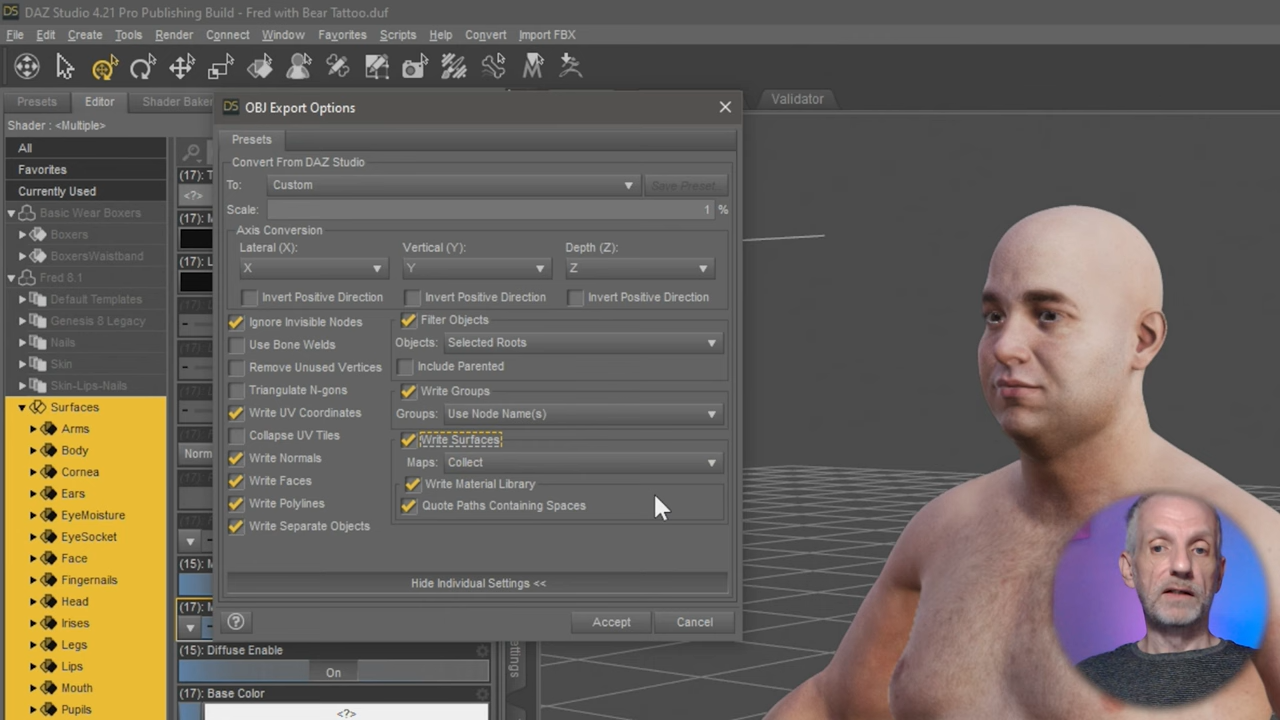 DS DAZ Studio 4.21 Pro Publishing Build - Fred with Bear Tattoo.duf
File Edit Create Tools Render Connect Window Favorites Scripts Help Convert Import FBX
Presets Editor Shader Baker Validator
Shader : <Multiple>
All
Favorites
Currently Used
Basic Wear Boxers
Boxers
BoxersWaistband
Fred 8.1
Default Templates
Genesis 8 Legacy
Nails
Skin
Skin-Lips-Nails
Surfaces
Arms
Body
Cornea
Ears
EyeMoisture
EyeSocket
Face
Fingernails
Head
Irises
Legs
Lips
Mouth
Pupils
(17): T
<?>
(17): M
(17): L
Norm
(15): M
(17): M
(15): Diffuse Enable
On
(17): Base Color
<?>
DS OBJ Export Options
Presets
Convert From DAZ Studio
To: Custom Save Preset...
Scale: 1 %
Axis Conversion
Lateral (X): Vertical (Y): Depth (Z):
X Y Z
Invert Positive Direction Invert Positive Direction Invert Positive Direction
Ignore Invisible Nodes
Use Bone Welds
Remove Unused Vertices
Triangulate N-gons
Write UV Coordinates
Collapse UV Tiles
Write Normals
Write Faces
Write Polylines
Write Separate Objects
Filter Objects
Objects: Selected Roots
Include Parented
Write Groups
Groups: Use Node Name(s)
Write Surfaces
Maps: Collect
Write Material Library
Quote Paths Containing Spaces
Hide Individual Settings <<
? Accept Cancel